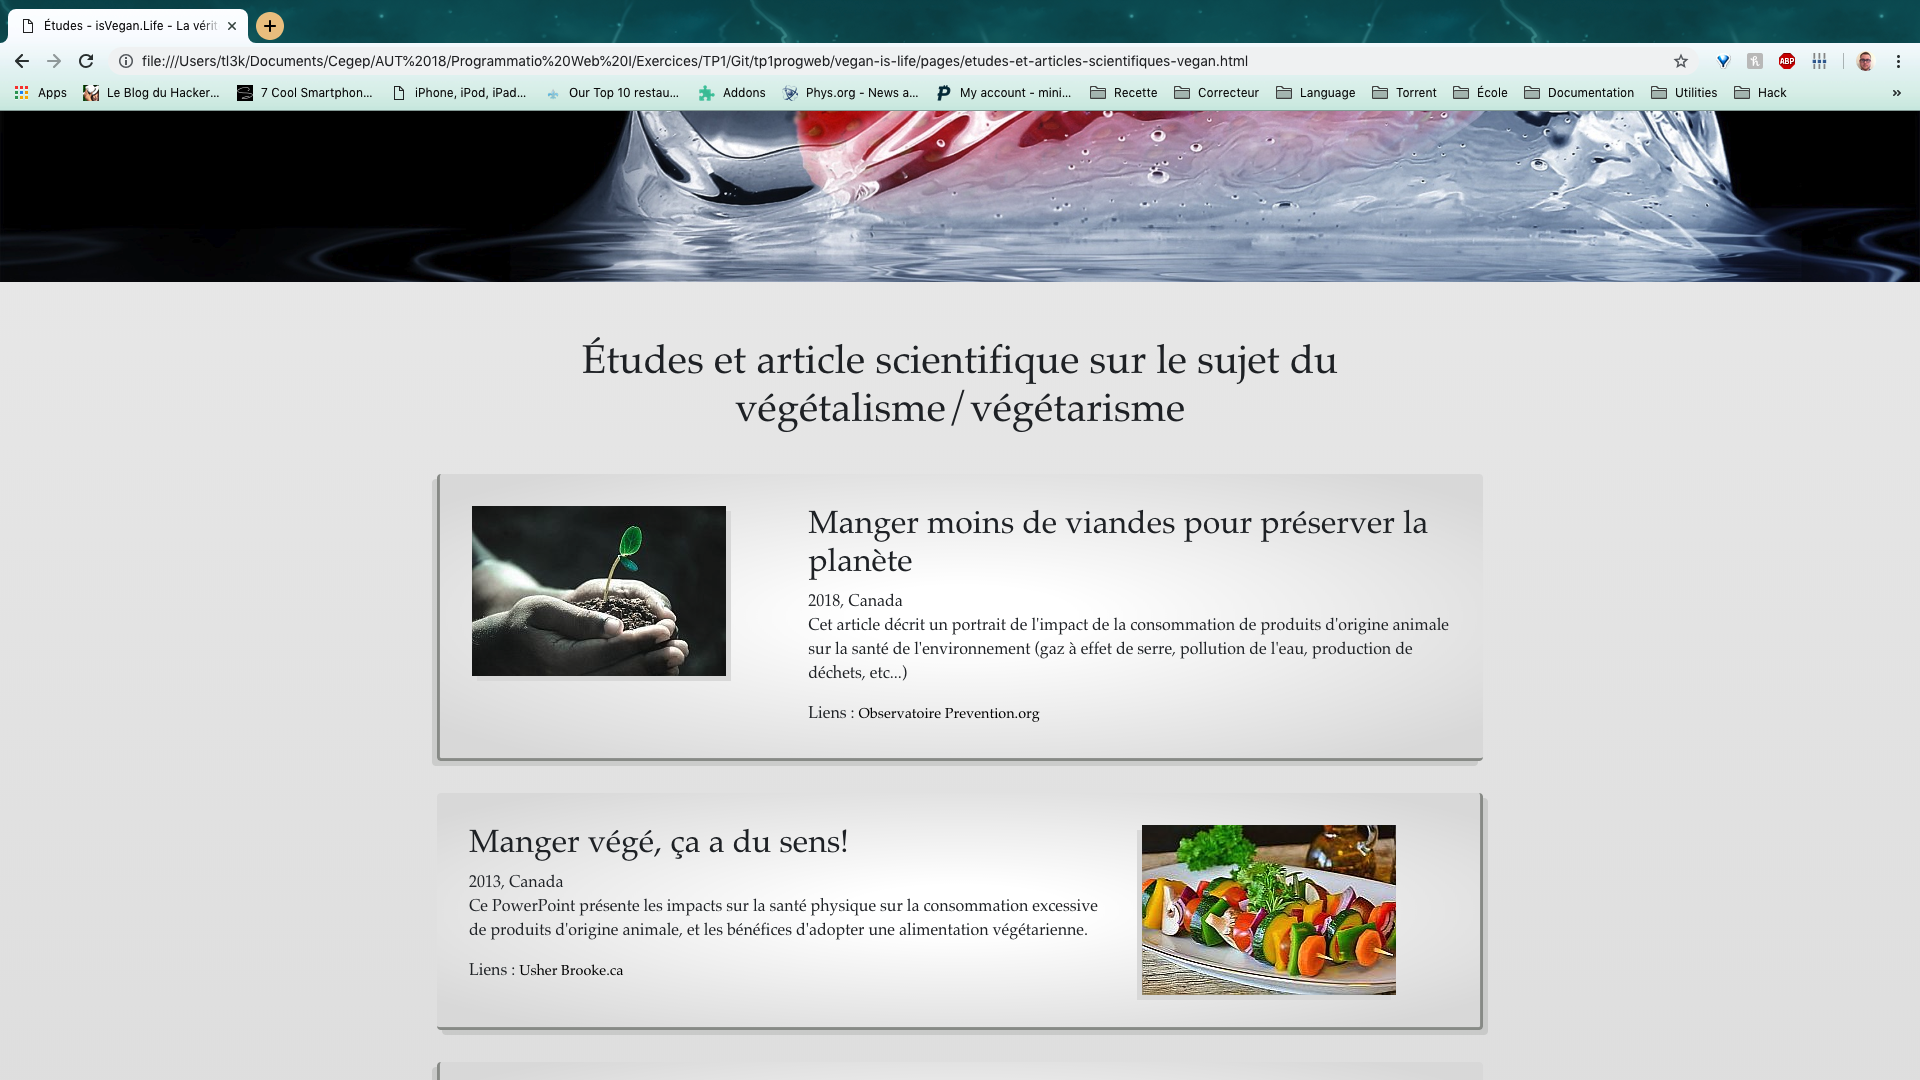 Études - isVegan.Life - La vérit
file:///Users/tl3k/Documents/Cegep/AUT%2018/Programmatio%20Web%20I/Exercices/TP1/Git/tp1progweb/vegan-is-life/pages/etudes-et-articles-scientifiques-vegan.html
ABP
Apps Le Blog du Hacker... 7 Cool Smartphon... iPhone, iPod, iPad... Our Top 10 restau... Addons Phys.org - News a... My account - mini... Recette Correcteur Language Torrent École Documentation Utilities Hack »
Études et article scientifique sur le sujet du
végétalisme/végétarisme
Manger moins de viandes pour préserver la
planète
2018, Canada
Cet article décrit un portrait de l'impact de la consommation de produits d'origine animale
sur la santé de l'environnement (gaz à effet de serre, pollution de l'eau, production de
déchets, etc...)
Liens : Observatoire Prevention.org
Manger végé, ça a du sens!
2013, Canada
Ce PowerPoint présente les impacts sur la santé physique sur la consommation excessive
de produits d'origine animale, et les bénéfices d'adopter une alimentation végétarienne.
Liens : Usher Brooke.ca